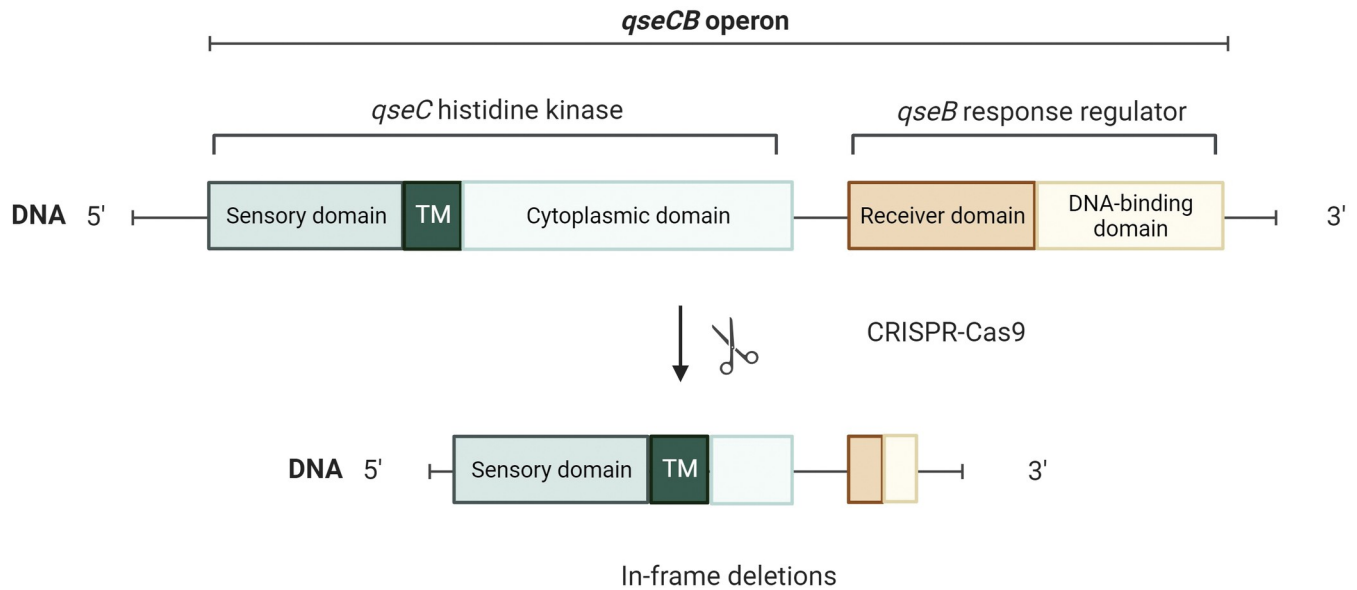 qseCB operon
qseC histidine kinase
qseB response regulator
DNA 5' Sensory domain TM Cytoplasmic domain Receiver domain DNA-binding
domain 3'
CRISPR-Cas9
DNA 5' Sensory domain TM 3'
In-frame deletions